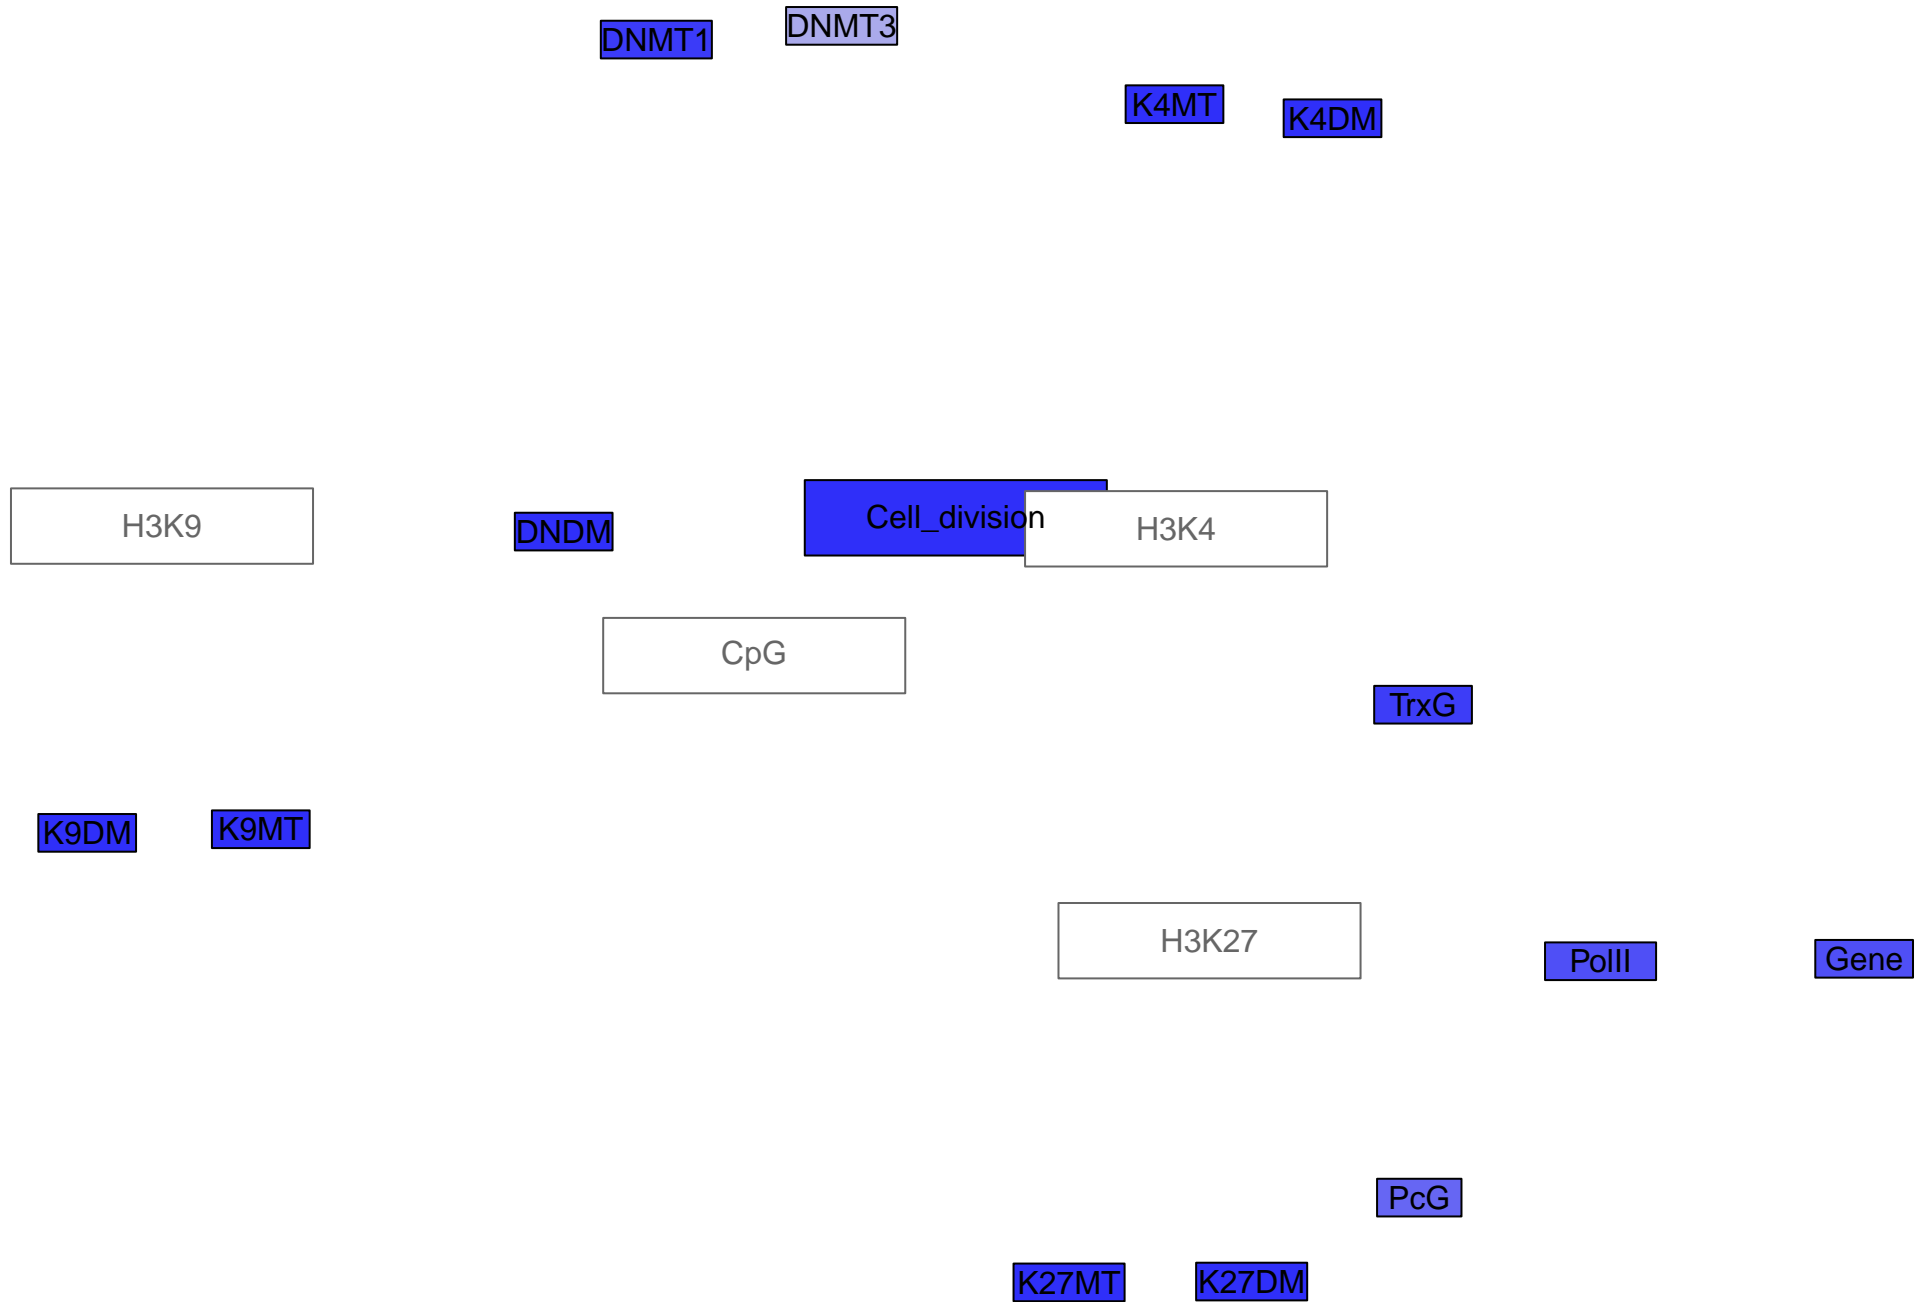 DNMT1
DNMT3
K4MT
K4DM
H3K9
DNDM
Cell_division
H3K4
CpG
TrxG
K9DM
K9MT
H3K27
PolII
Gene
PcG
K27MT
K27DM